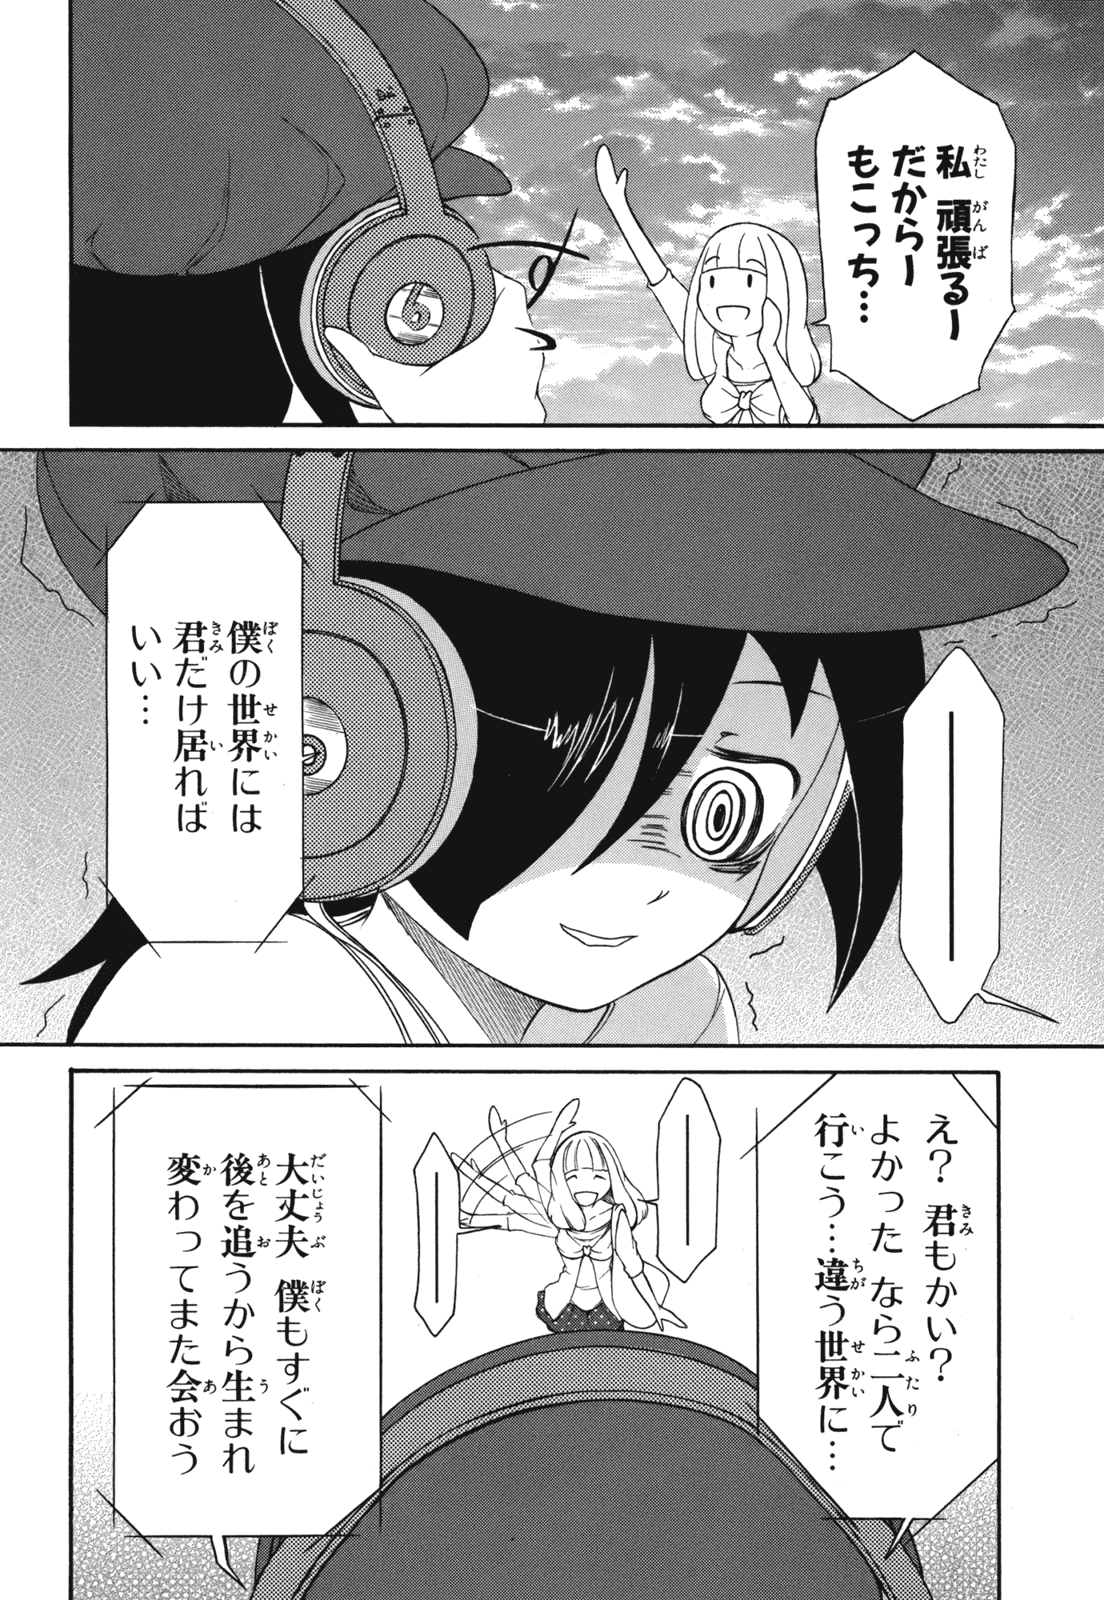 私 頑張るー
だからー
もこっち…
カチ
僕の世界には
君だけ居れば
いい…
え？ 君もかい？
よかった なら二人で
行こう…違う世界に…
大丈夫 僕もすぐに
後を追うから生まれ
変わってまた会おう